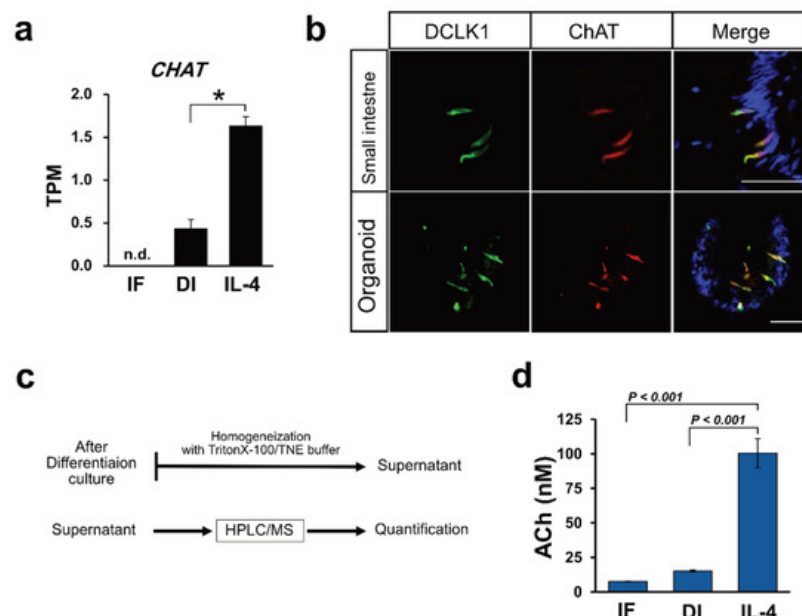 a
CHAT
*
TPM
2.0
1.5
1.0
0.5
0.0
n.d.
IF DI IL-4
b
DCLK1 ChAT Merge
Small intestne
Organoid
c
After
Differentiaion
culture
Homogeneization
with TritonX-100/TNE buffer
Supernatant
Supernatant HPLC/MS Quantification
d
P < 0.001
P < 0.001
ACh (nM)
125
100
75
50
25
0
IF DI IL-4